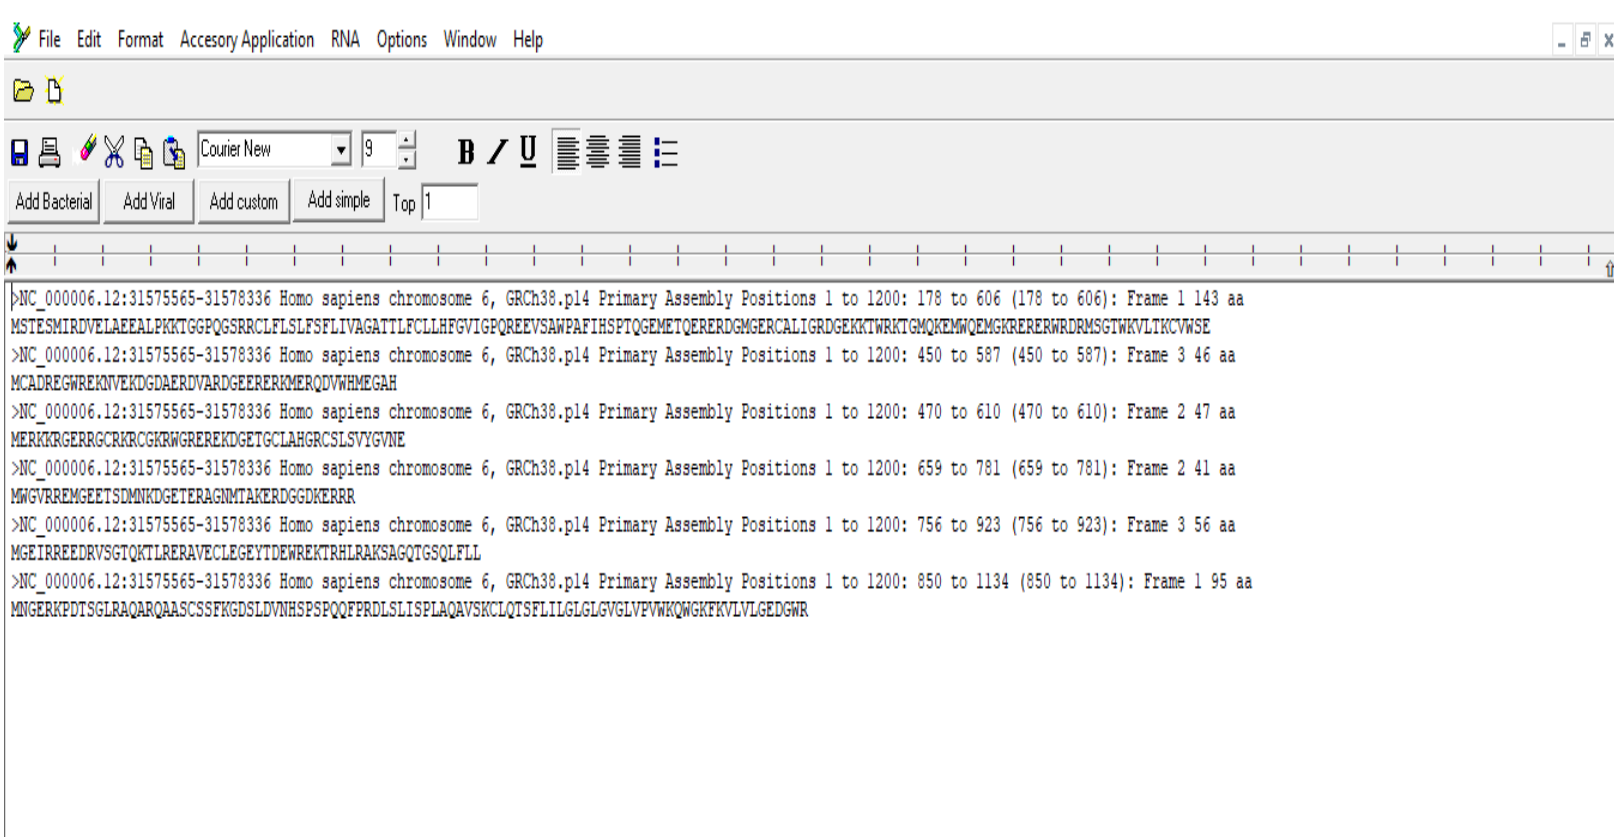 File Edit Format Accesory Application RNA Options Window Help
Courier New 9 B I U
Add Bacterial Add Viral Add custom Add simple Top 1
>NC_000006.12:31575565-31578336 Homo sapiens chromosome 6, GRCh38.p14 Primary Assembly Positions 1 to 1200: 178 to 606 (178 to 606): Frame 1 143 aa
MSTESMIRDVELAEEALPKKTGGPQGSRRCLFLSLFSFLIVAGATTLFCLLHFGVIGPQREEVSAWPAFIHSPTQGEMETQERERDGMGERCALIGRDGEKKTWRKTGMQKEMWQEMGKRERERWRDRMSGTWKVLTKCVWSE
>NC_000006.12:31575565-31578336 Homo sapiens chromosome 6, GRCh38.p14 Primary Assembly Positions 1 to 1200: 450 to 587 (450 to 587): Frame 3 46 aa
MCADREGWREKNVEKDGDAERDVARDGEERERKMERQDVWHMEGAH
>NC_000006.12:31575565-31578336 Homo sapiens chromosome 6, GRCh38.p14 Primary Assembly Positions 1 to 1200: 470 to 610 (470 to 610): Frame 2 47 aa
MERKKRGERRGCRKRCGKRWGREREKDGETGCLAHGRCSLSVYGVNE
>NC_000006.12:31575565-31578336 Homo sapiens chromosome 6, GRCh38.p14 Primary Assembly Positions 1 to 1200: 659 to 781 (659 to 781): Frame 2 41 aa
MWGVRREMGEETSDMNKDGETERAGNMTAKERDGGDKERRR
>NC_000006.12:31575565-31578336 Homo sapiens chromosome 6, GRCh38.p14 Primary Assembly Positions 1 to 1200: 756 to 923 (756 to 923): Frame 3 56 aa
MGEIRREEDRVSGTQKTLRERAVECLEGEYTDEWREKTRHLRAKSAGQTGSQLFLL
>NC_000006.12:31575565-31578336 Homo sapiens chromosome 6, GRCh38.p14 Primary Assembly Positions 1 to 1200: 850 to 1134 (850 to 1134): Frame 1 95 aa
MNGERKPDTSGLRAQARQAASCSSFKGDSLDVNHSPSPQQFPRDLSLISPLAQAVSKCLQTSFLILGLGLGVGLVPVWKQWGKFKVLVLGEDGWR